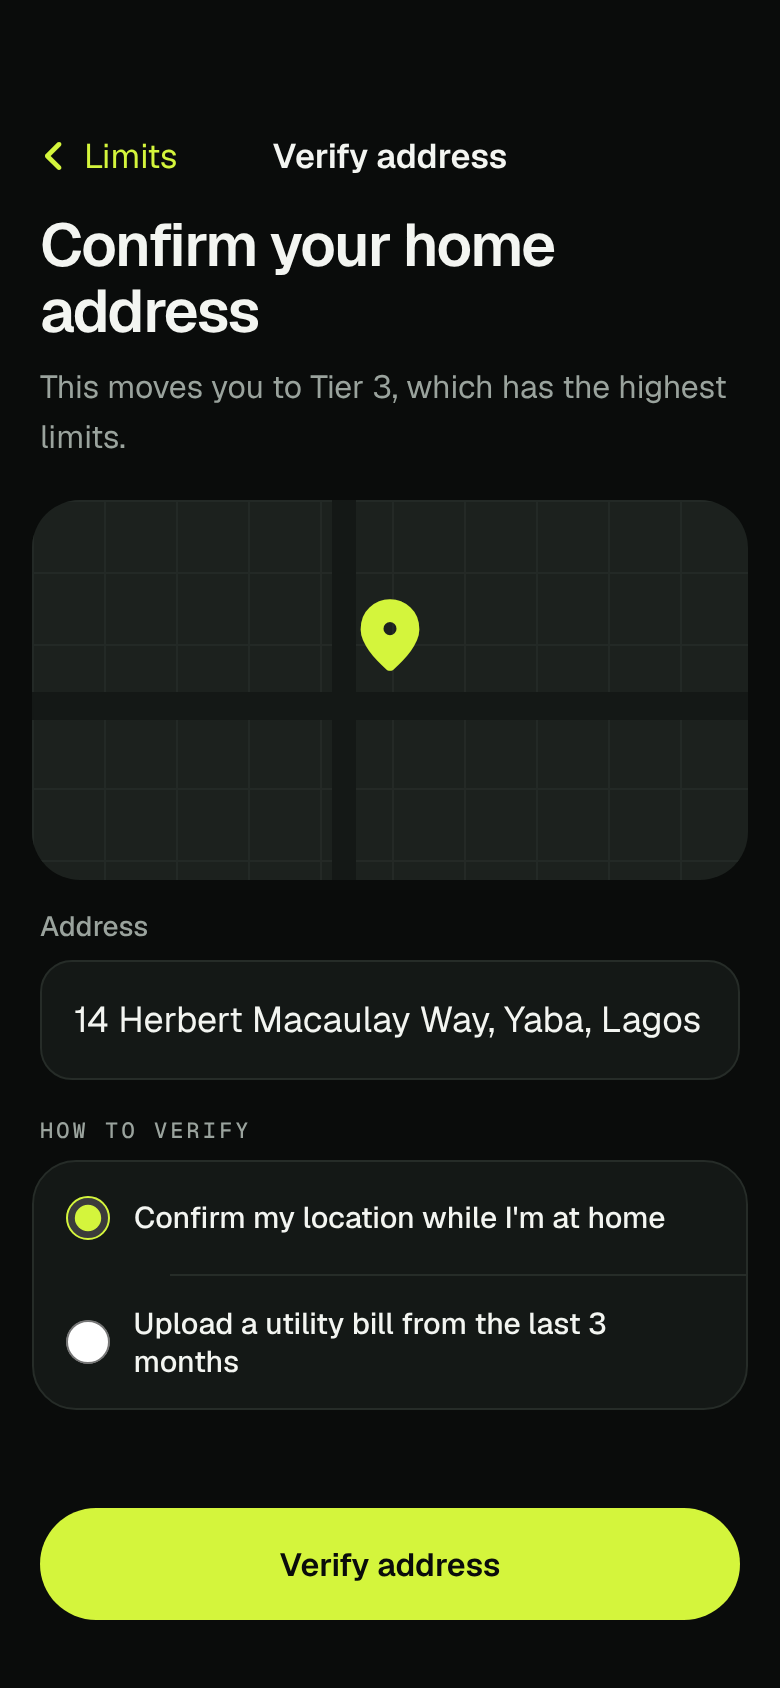 Limits
Verify address
Confirm your home
address
This moves you to Tier 3, which has the highest
limits.
Address
14 Herbert Macaulay Way, Yaba, Lagos
HOW TO VERIFY
Confirm my location while I'm at home
Upload a utility bill from the last 3
months
Verify address